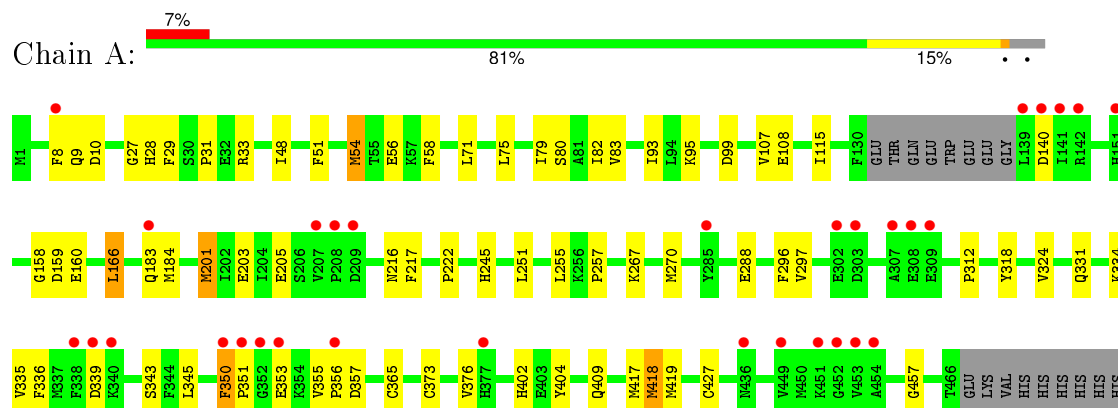 7%
Chain A:
81% 15% • •
M1 F8 Q9 D10 G27 H28 F29 S30 P31 E32 R33 I48 F51 M54 T55 E56 K57 F58 L71 L75 I79 S80 A81 I82 V83 I93 L94 K95 D99 V107 E108 I115 F130 GLU THR GLN GLU TRP GLU GLU GLY L139 D140 I141 R142 H151
G158 D159 E160 L166 Q183 M184 M201 I202 E203 I204 E205 S206 V207 P208 D209 N216 F217 P222 H245 L251 L255 K256 P257 K267 M270 Y285 E288 F296 V297 E302 D303 A307 E308 E309 P312 Y318 V324 Q331 K334
V335 F336 M337 F338 D339 K340 S343 F344 L345 F350 P351 G352 E353 K354 V355 P356 D357 C365 C373 V376 H377 H402 E403 Y404 Q409 M417 M418 M419 C427 N436 V449 M450 K451 G452 V453 A454 G457 T466 GLU LYS VAL HIS HIS HIS HIS HIS HIS